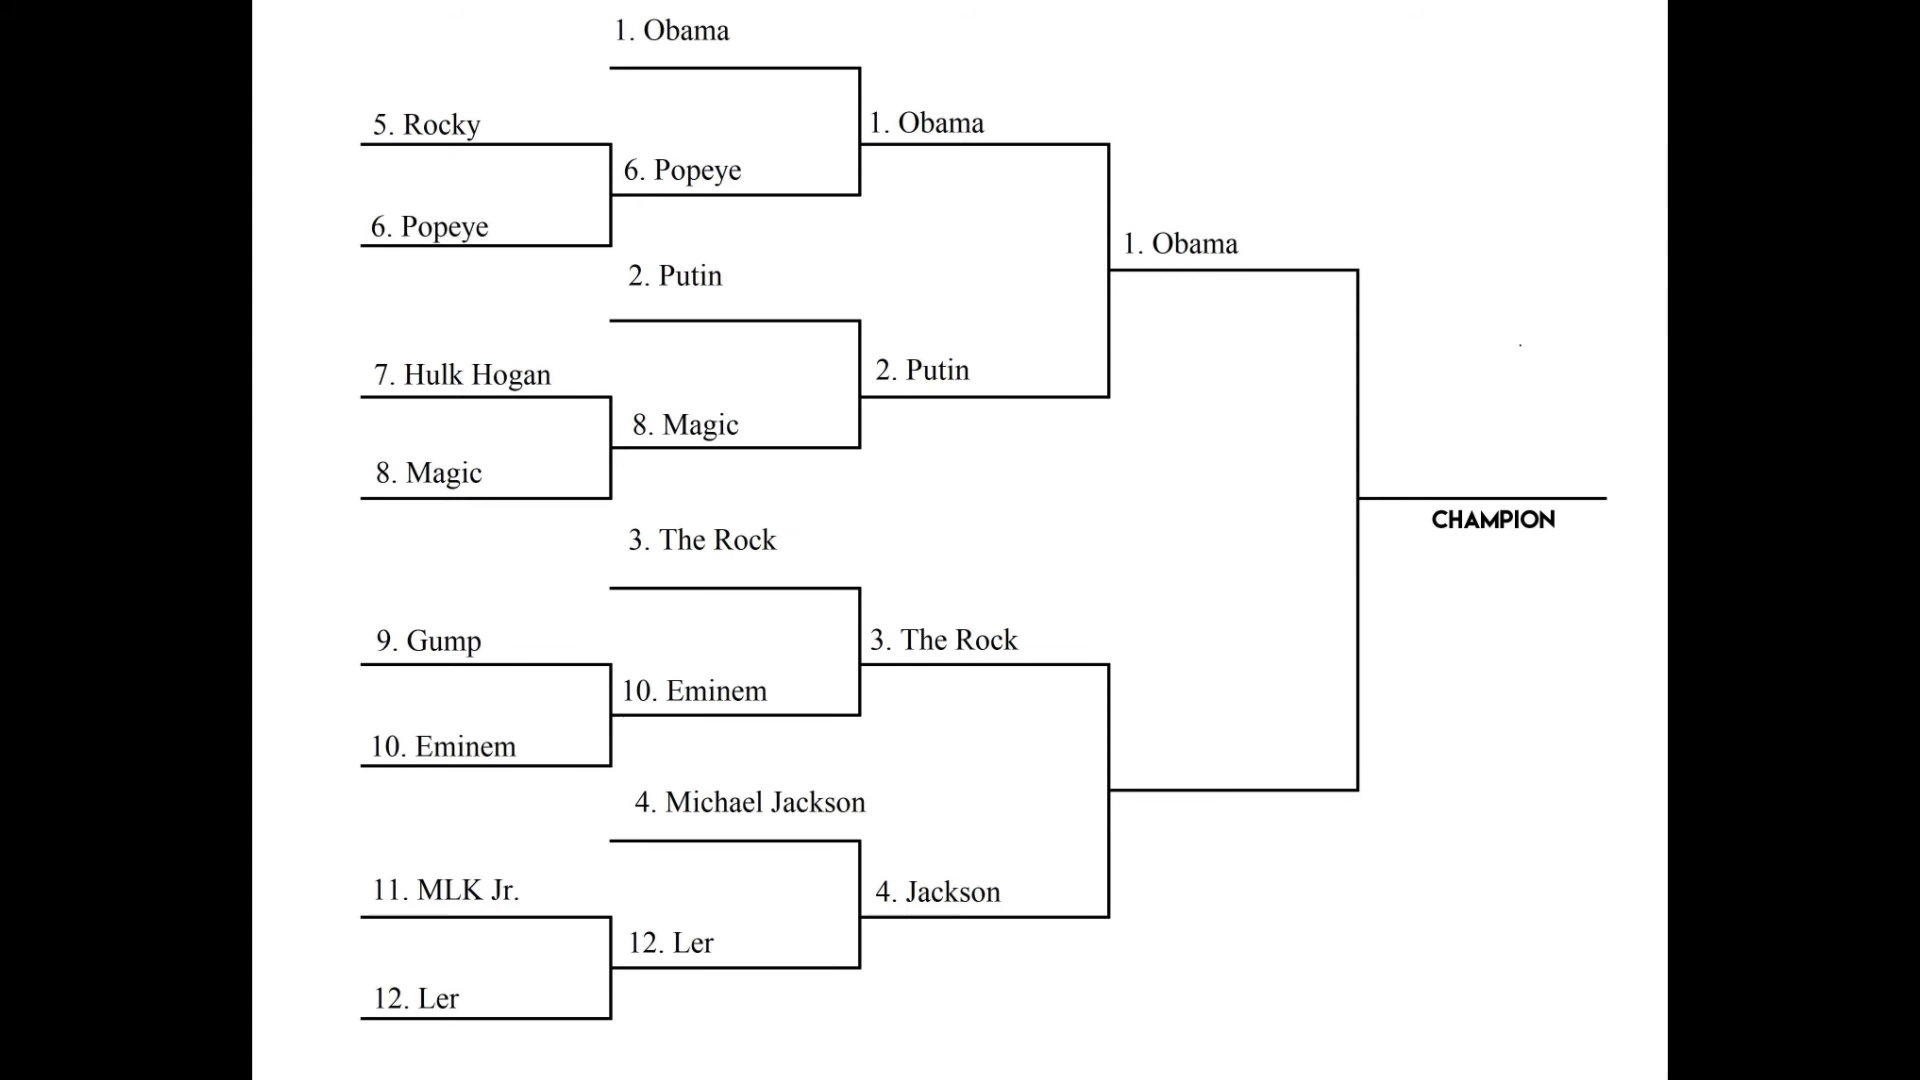 1. Obama
5. Rocky
1. Obama
6. Popeye
6. Popeye
1. Obama
2. Putin
7. Hulk Hogan
2. Putin
8. Magic
8. Magic
CHAMPION
3. The Rock
9. Gump
3. The Rock
10. Eminem
10. Eminem
4. Michael Jackson
11. MLK Jr.
4. Jackson
12. Ler
12. Ler